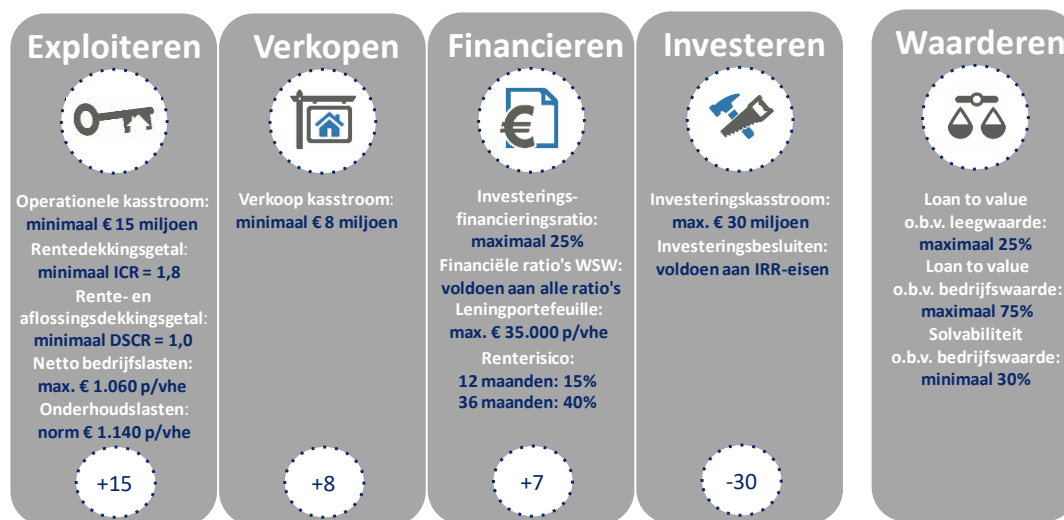 Exploiteren
Operationele kasstroom:
minimaal € 15 miljoen
Rentedekkingsgetal:
minimaal ICR = 1,8
Rente- en
aflossingsdekkingsgetal:
minimaal DSCR = 1,0
Netto bedrijfslasten:
max. € 1.060 p/vhe
Onderhoudslasten:
norm € 1.140 p/vhe
+15
Verkopen
Verkoop kasstroom:
minimaal € 8 miljoen
+8
Financieren
€
Investerings-
financieringsratio:
maximaal 25%
Financiële ratio's WSW:
voldoen aan alle ratio's
Leningportefeuille:
max. € 35.000 p/vhe
Renterisico:
12 maanden: 15%
36 maanden: 40%
+7
Investeren
Investeringskasstroom:
max. € 30 miljoen
Investeringsbesluiten:
voldoen aan IRR-eisen
-30
Waarderen
Loan to value
o.b.v. leegwaarde:
maximaal 25%
Loan to value
o.b.v. bedrijfswaarde:
maximaal 75%
Solvabiliteit
o.b.v. bedrijfswaarde:
minimaal 30%